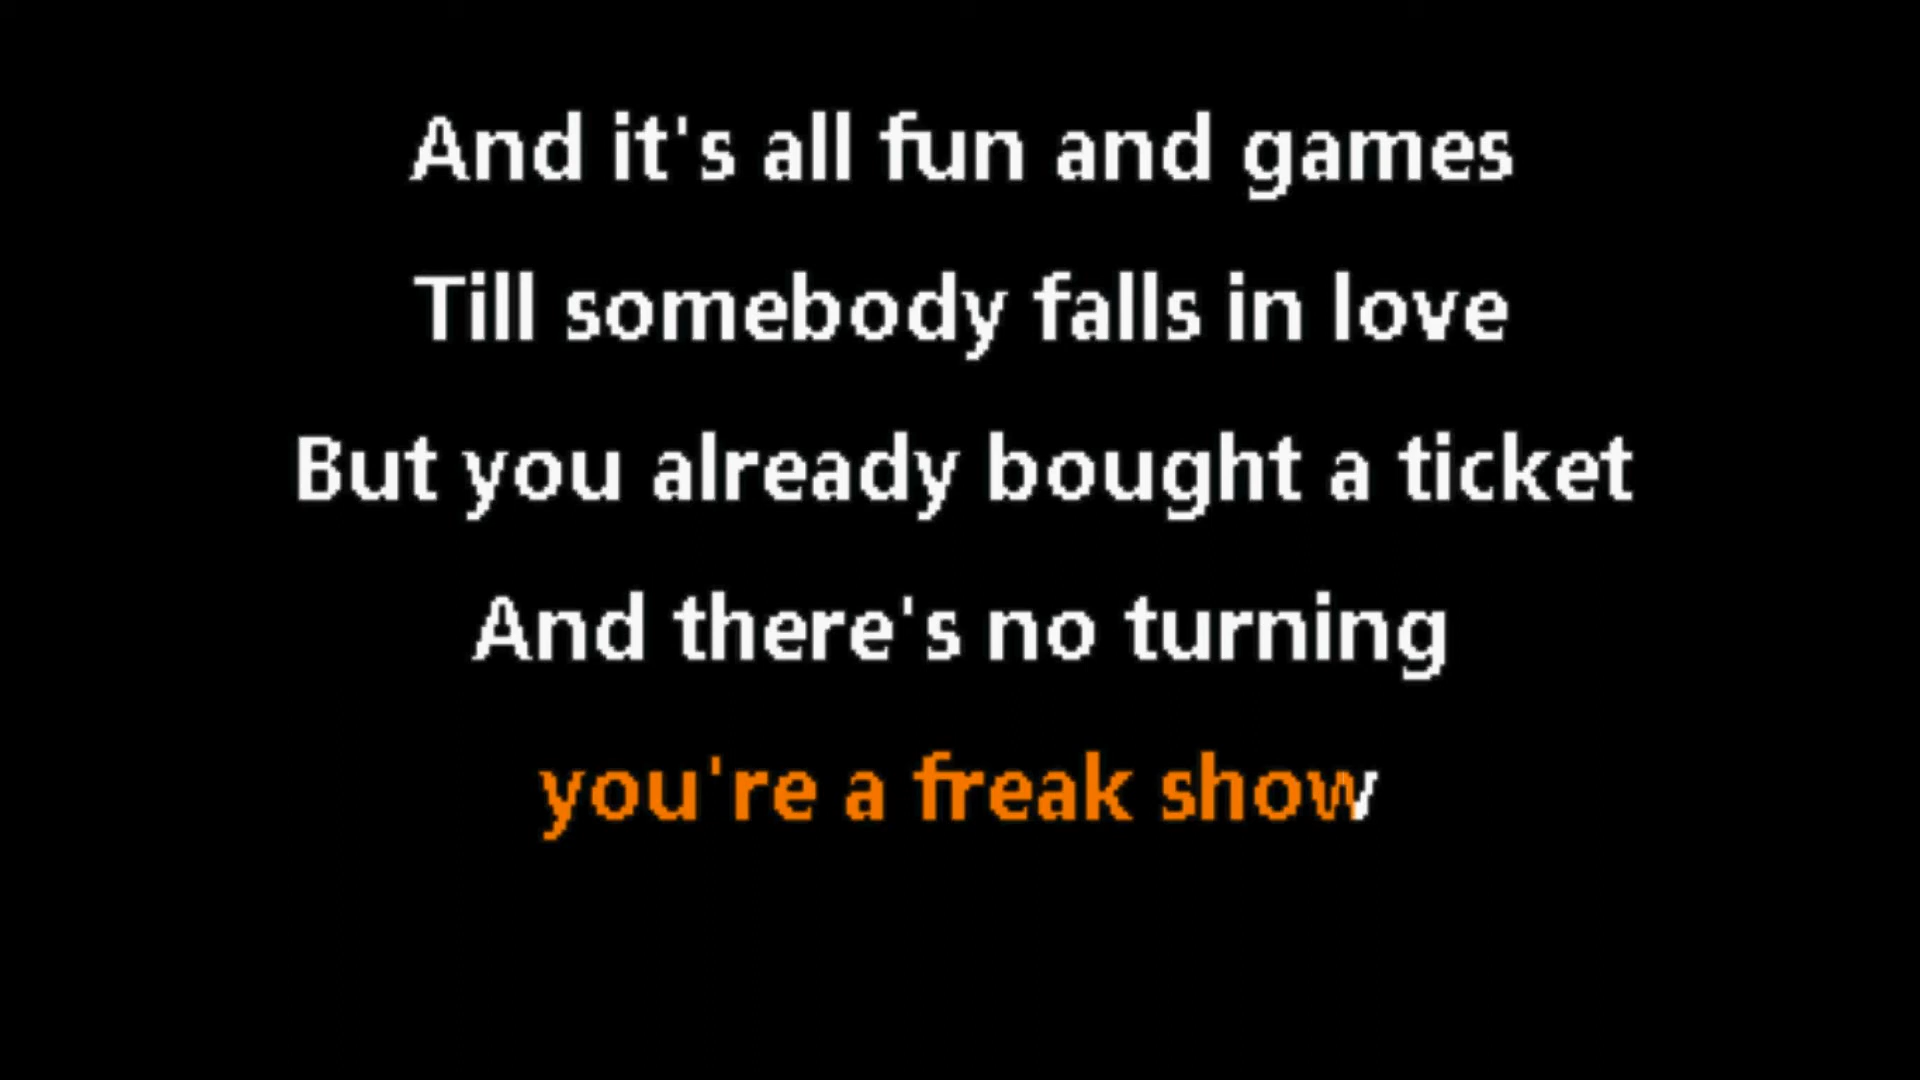 And it's all fun and games
Till somebody falls in love
But you already bought a ticket
And there's no turning
you're a freak show